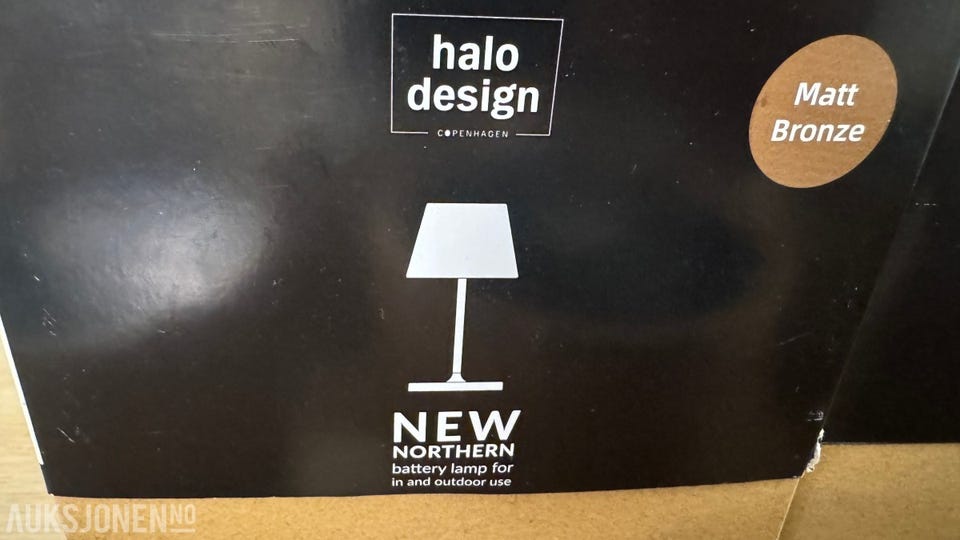 halo
design
COPENHAGEN
Matt
Bronze
NEW
NORTHERN
battery lamp for
in and outdoor use
AUKSJONEN NO